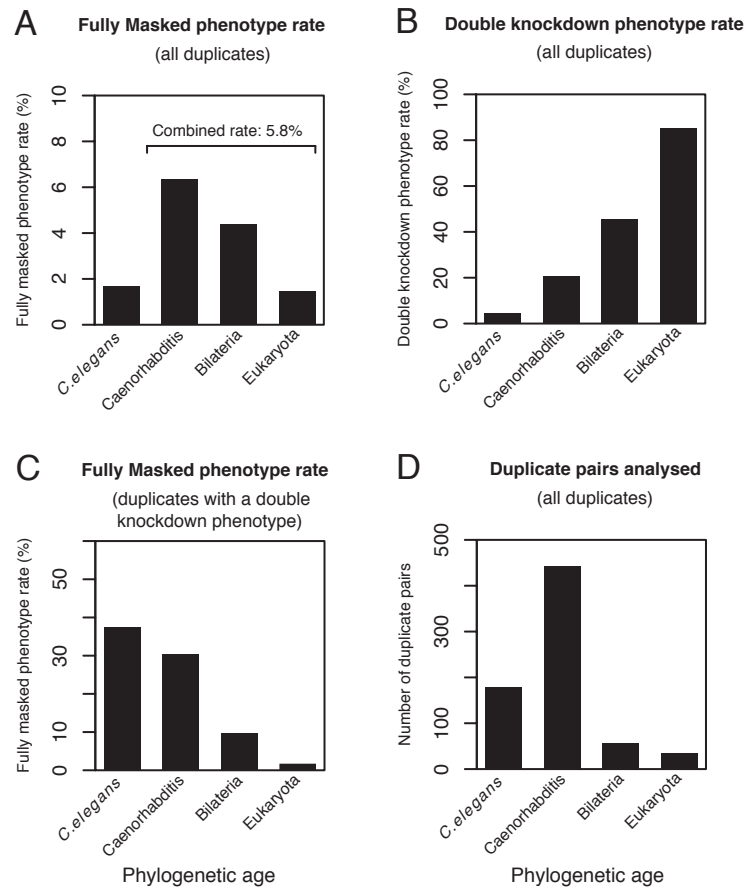 A
Fully Masked phenotype rate
(all duplicates)
Fully masked phenotype rate (%)
10
8
6
4
2
0
Combined rate: 5.8%
C.elegans
Caenorhabditis
Bilateria
Eukaryota
B
Double knockdown phenotype rate
(all duplicates)
Double knockdown phenotype rate (%)
100
80
60
40
20
0
C.elegans
Caenorhabditis
Bilateria
Eukaryota
C
Fully Masked phenotype rate
(duplicates with a double
knockdown phenotype)
Fully masked phenotype rate (%)
50
30
10
0
C.elegans
Caenorhabditis
Bilateria
Eukaryota
Phylogenetic age
D
Duplicate pairs analysed
(all duplicates)
Number of duplicate pairs
500
300
100
0
C.elegans
Caenorhabditis
Bilateria
Eukaryota
Phylogenetic age